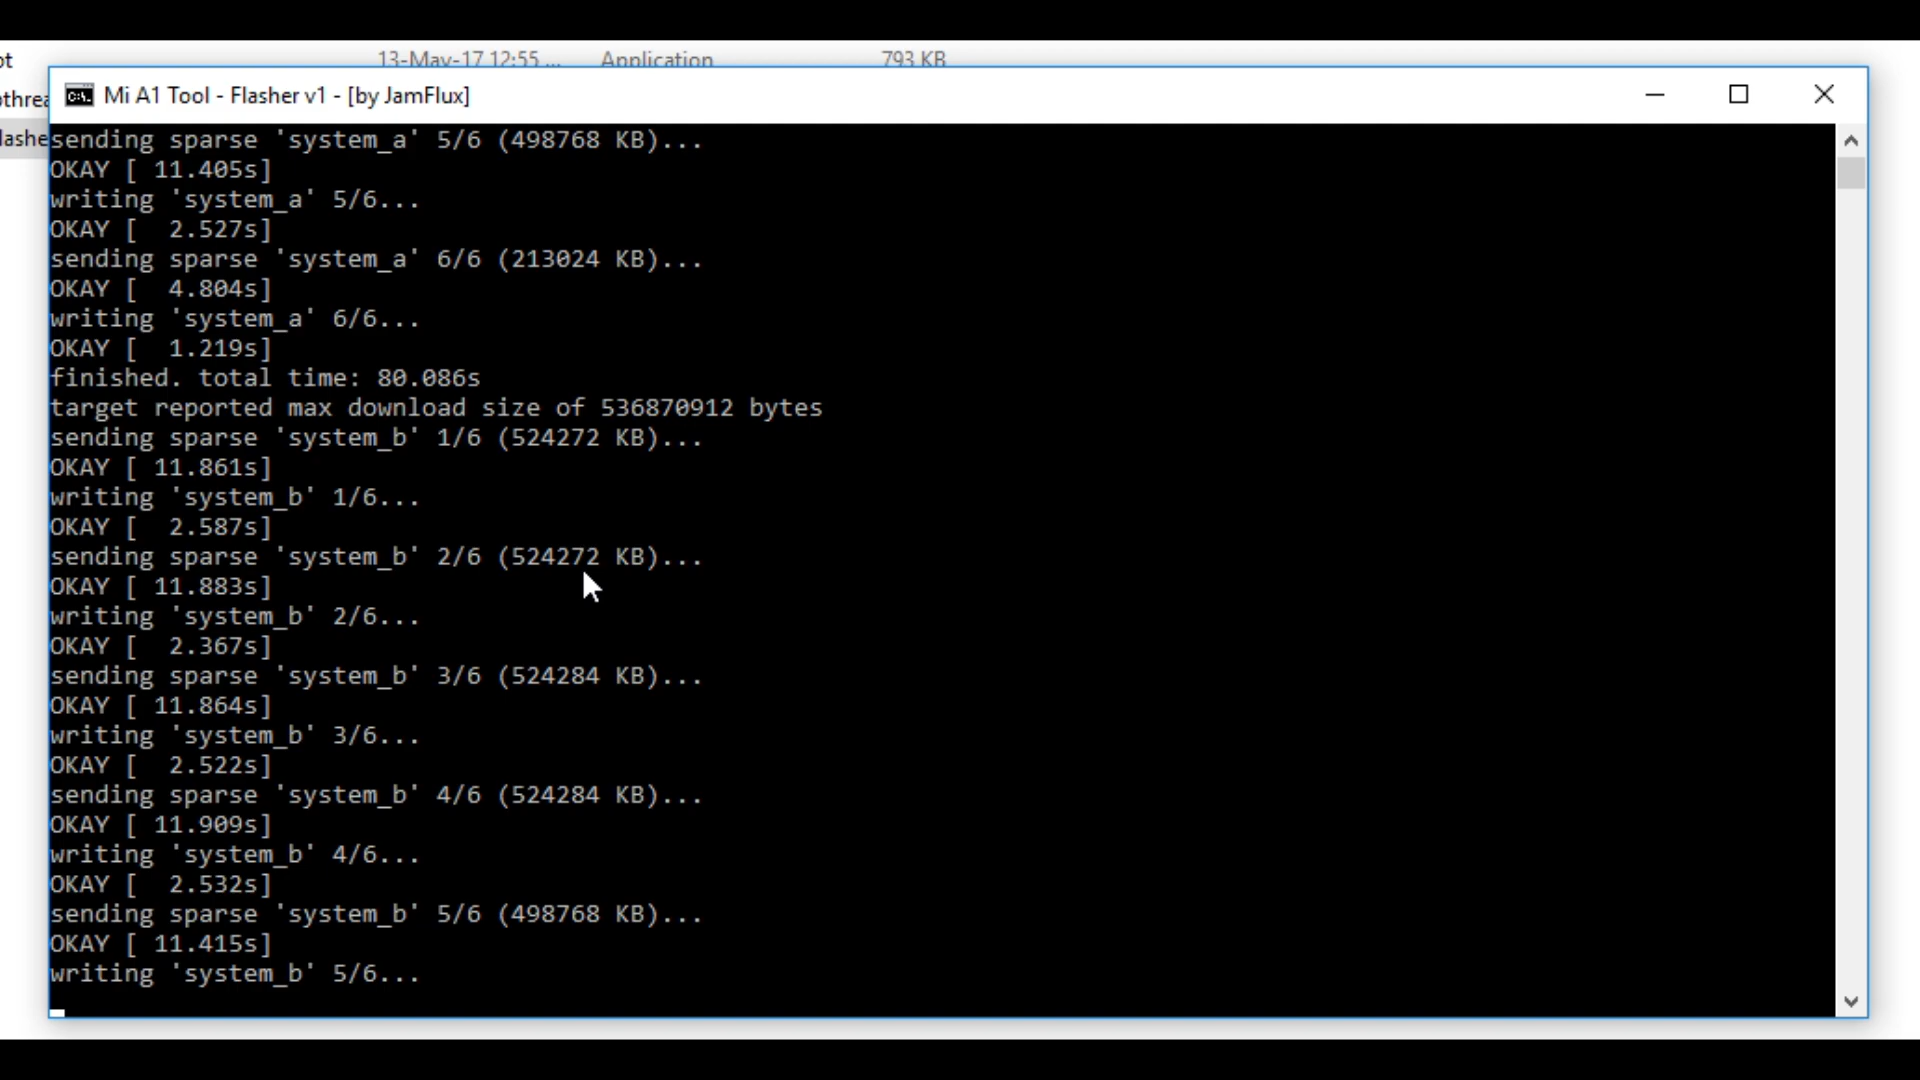 ot 13-May-17 12:55 ... Application 793 KB
Mi A1 Tool - Flasher v1 - [by JamFlux]
othrea
lashe
sending sparse 'system_a' 5/6 (498768 KB)...
OKAY [ 11.405s]
writing 'system_a' 5/6...
OKAY [  2.527s]
sending sparse 'system_a' 6/6 (213024 KB)...
OKAY [  4.804s]
writing 'system_a' 6/6...
OKAY [  1.219s]
finished. total time: 80.086s
target reported max download size of 536870912 bytes
sending sparse 'system_b' 1/6 (524272 KB)...
OKAY [ 11.861s]
writing 'system_b' 1/6...
OKAY [  2.587s]
sending sparse 'system_b' 2/6 (524272 KB)...
OKAY [ 11.883s]
writing 'system_b' 2/6...
OKAY [  2.367s]
sending sparse 'system_b' 3/6 (524284 KB)...
OKAY [ 11.864s]
writing 'system_b' 3/6...
OKAY [  2.522s]
sending sparse 'system_b' 4/6 (524284 KB)...
OKAY [ 11.909s]
writing 'system_b' 4/6...
OKAY [  2.532s]
sending sparse 'system_b' 5/6 (498768 KB)...
OKAY [ 11.415s]
writing 'system_b' 5/6...